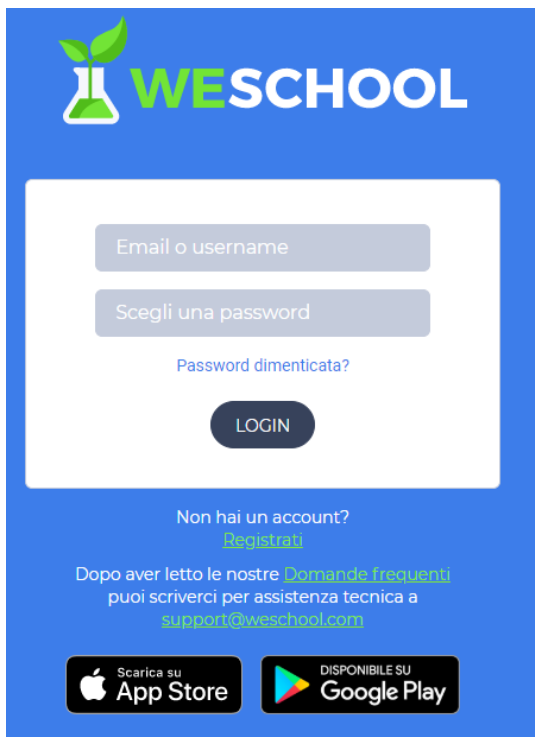 WESCHOOL
Email o username
Scegli una password
Password dimenticata?
LOGIN
Non hai un account?
Registrati
Dopo aver letto le nostre Domande frequenti
puoi scriverci per assistenza tecnica a
support@weschool.com
Scarica su
App Store
DISPONIBILE SU
Google Play